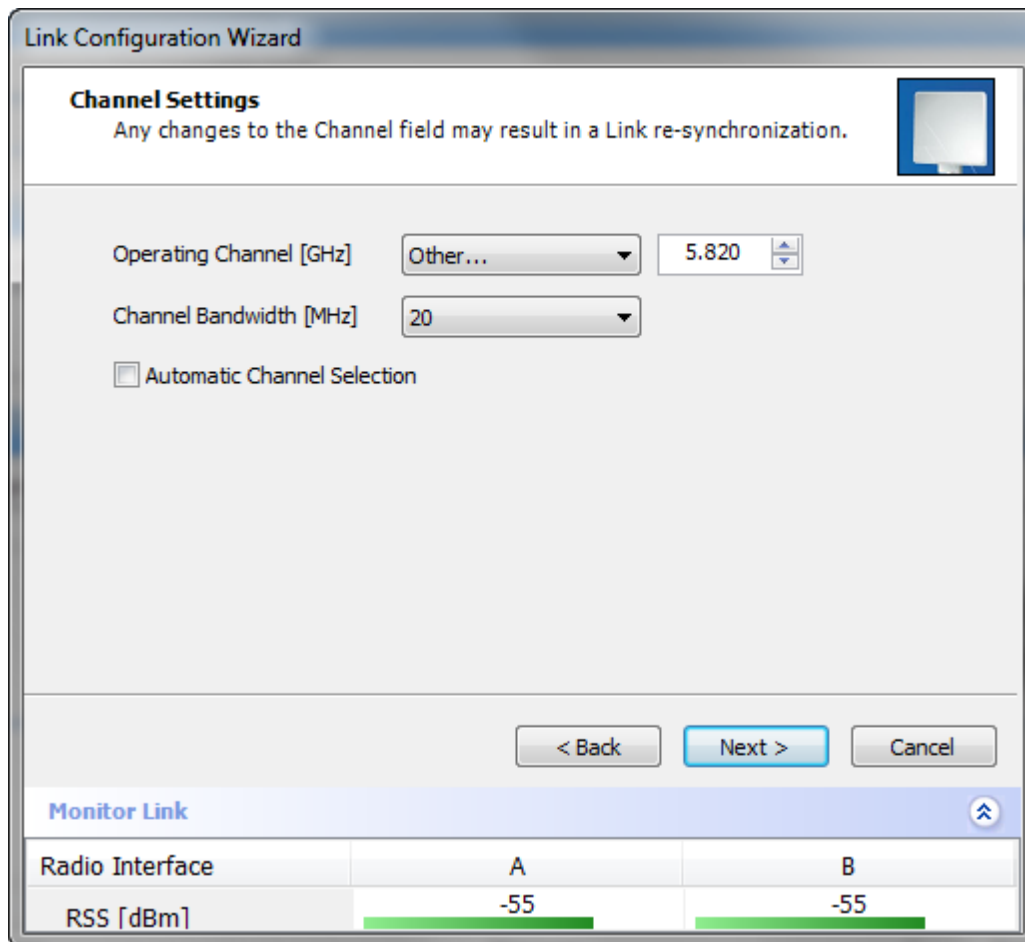 Link Configuration Wizard
Channel Settings
Any changes to the Channel field may result in a Link re-synchronization.
Operating Channel [GHz] Other... 5.820
Channel Bandwidth [MHz] 20
Automatic Channel Selection
< Back Next > Cancel
Monitor Link
Radio Interface A B
RSS [dBm] -55 -55